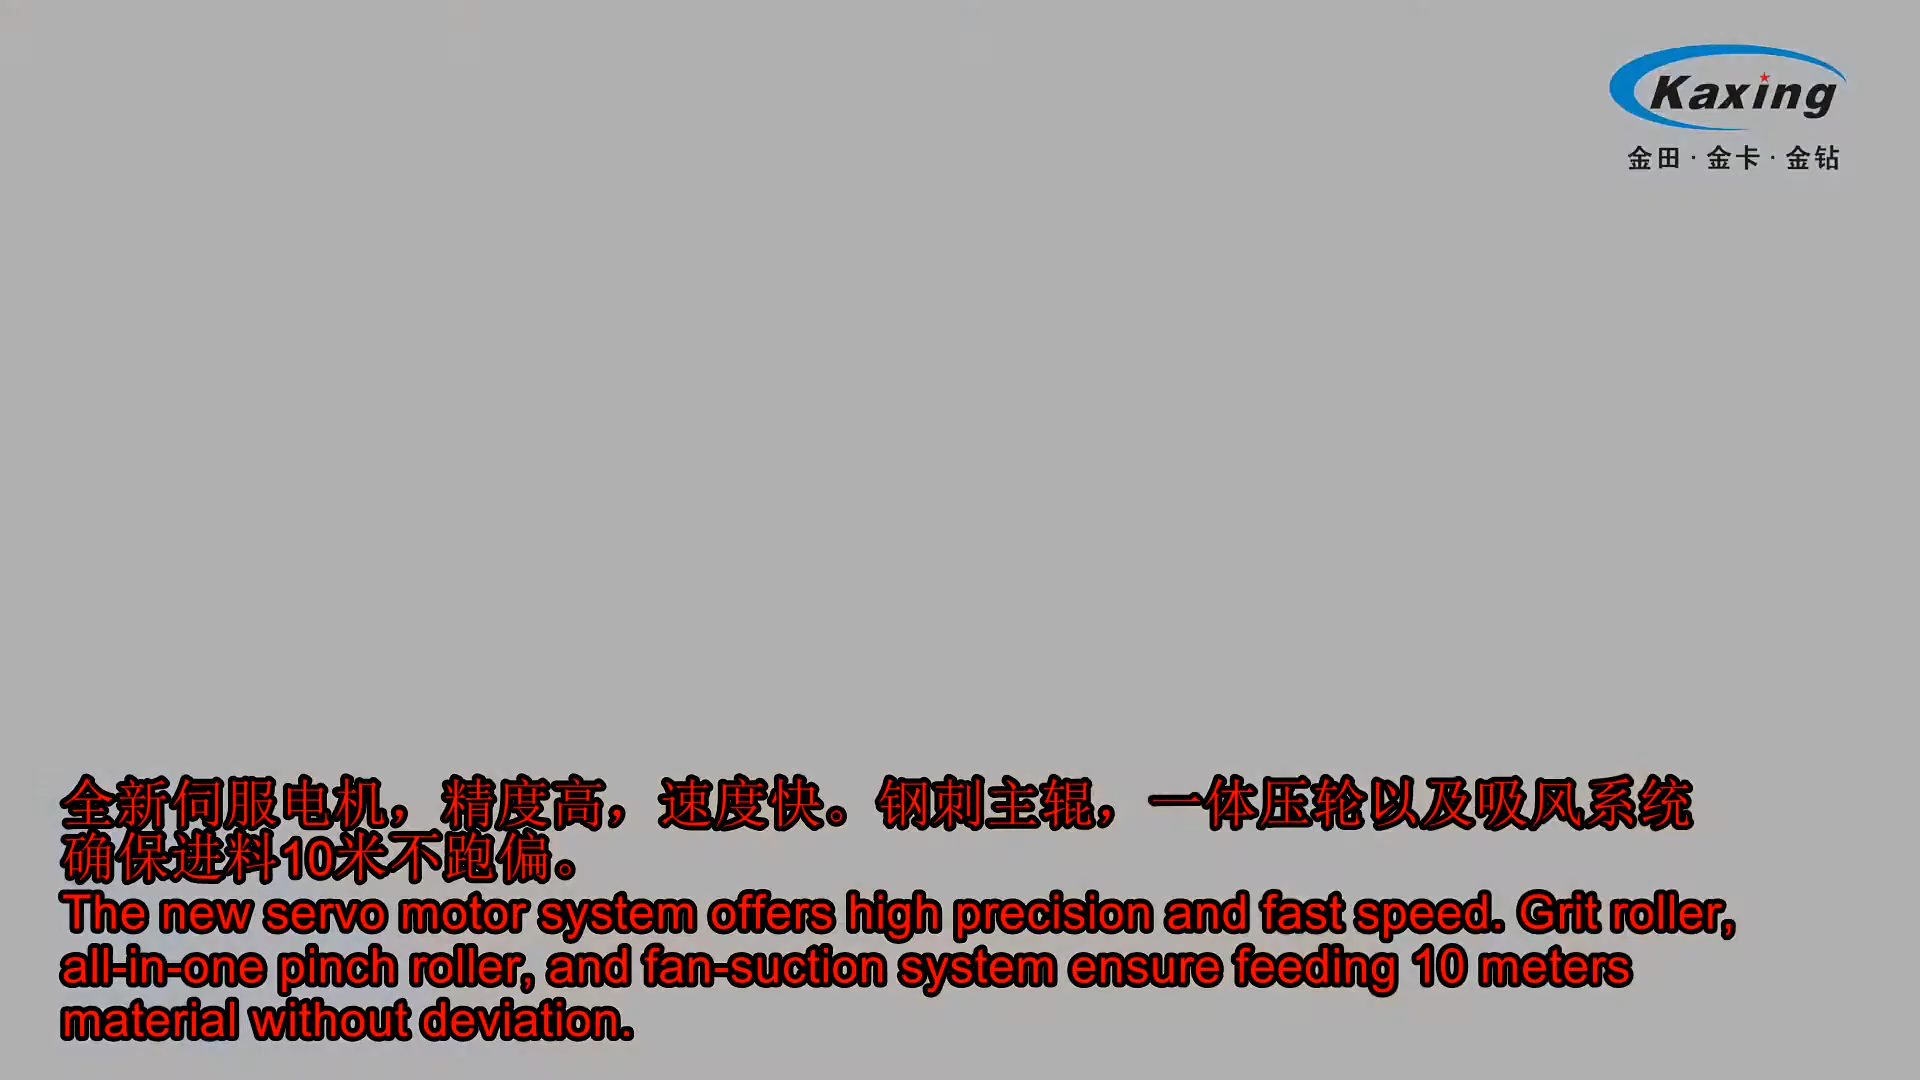 Kaxing
金田·金卡·金钻
全新伺服电机，精度高，速度快。钢刺主辊，一体压轮以及吸风系统
确保进料10米不跑偏。
The new servo motor system offers high precision and fast speed. Grit roller,
all-in-one pinch roller, and fan-suction system ensure feeding 10 meters
material without deviation.